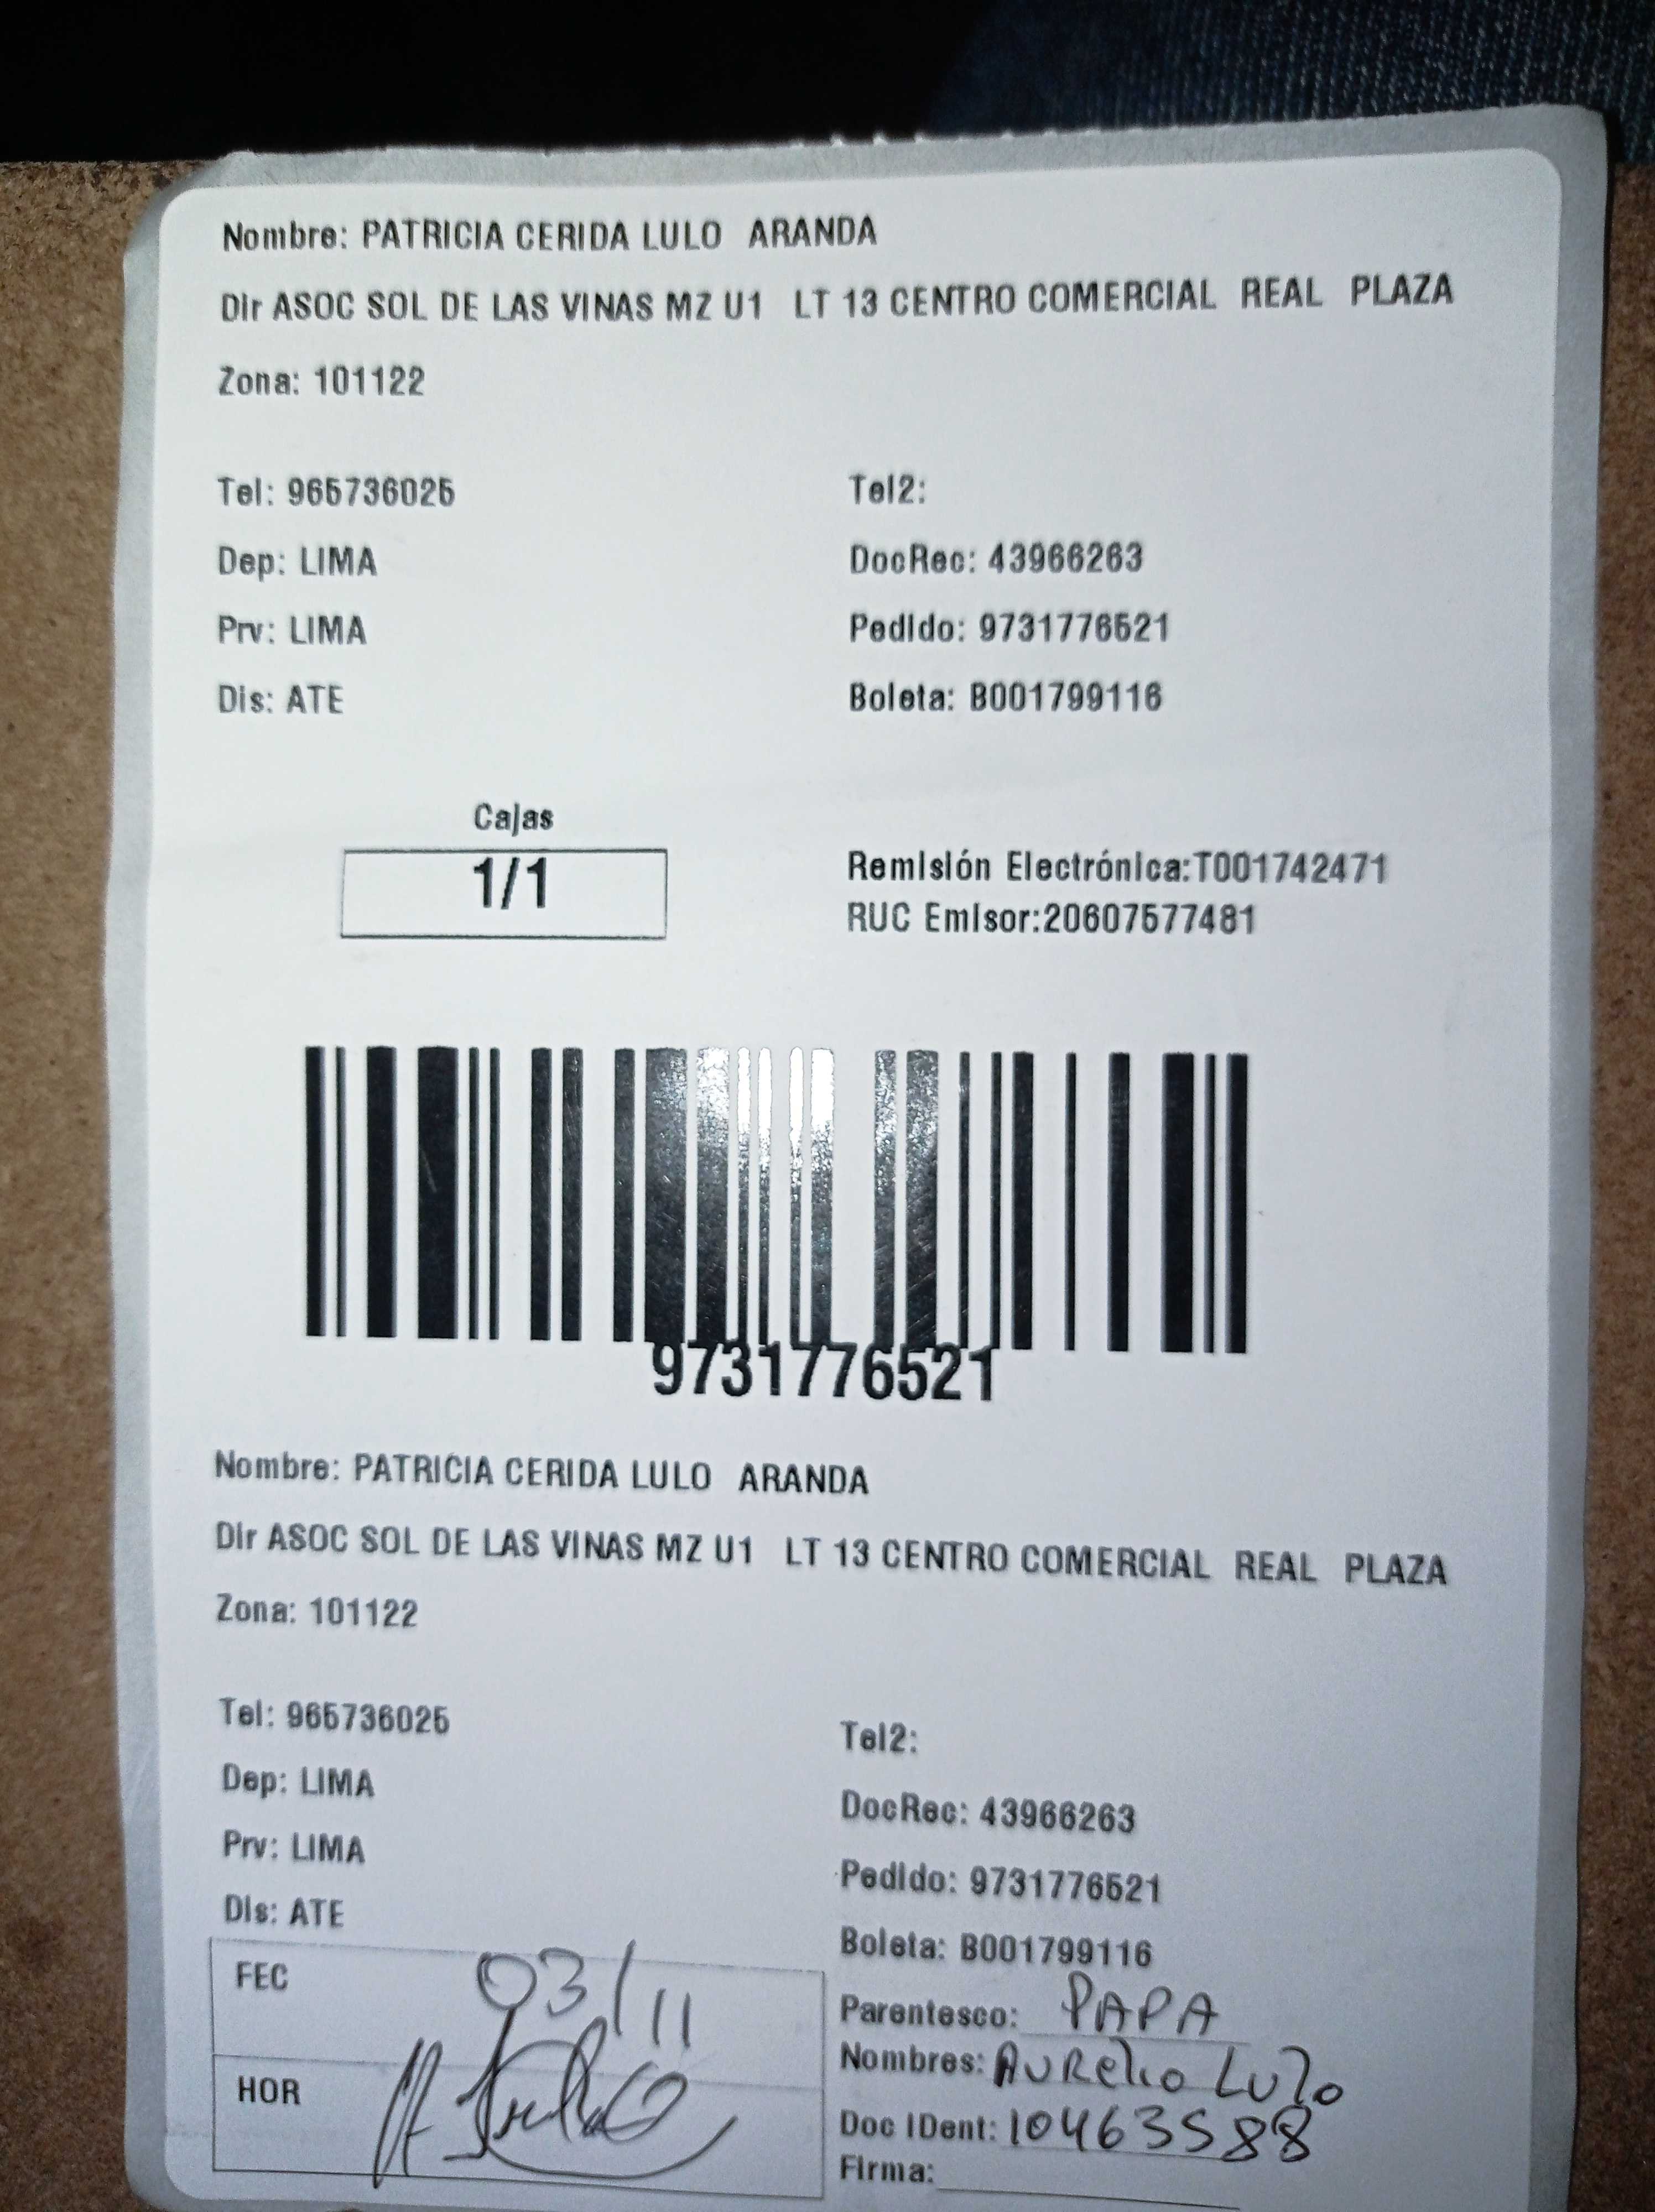 Nombre: PATRICIA CERIDA LULO ARANDA
Dir ASOC SOL DE LAS VINAS MZ U1 LT 13 CENTRO COMERCIAL REAL PLAZA
Zona: 101122
Tel: 965736025 Tel2:
Dep: LIMA DocRec: 43966263
Prv: LIMA Pedido: 9731776521
Dis: ATE Boleta: B001799116
Cajas
1/1
Remisión Electrónica:T001742471
RUC Emisor:20607577481
9731776521
Nombre: PATRICIA CERIDA LULO ARANDA
Dir ASOC SOL DE LAS VINAS MZ U1 LT 13 CENTRO COMERCIAL REAL PLAZA
Zona: 101122
Tel: 965736025 Tel2:
Dep: LIMA DocRec: 43966263
Prv: LIMA Pedido: 9731776521
Dis: ATE Boleta: B001799116
FEC 03/11
HOR
Parentesco: PAPA
Nombres: AURelio Lulo
Doc IDent: 10463588
Firma: